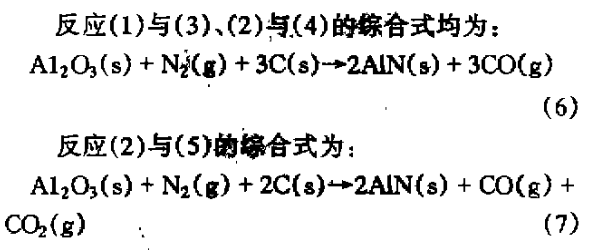 反应(1)与(3)、(2)与(4)的综合式均为:
Al₂O₃(s) + N₂(g) + 3C(s)→2AlN(s) + 3CO(g)
(6)
反应(2)与(5)的综合式为:
Al₂O₃(s) + N₂(g) + 2C(s)→2AlN(s) + CO(g) +
CO₂(g) (7)